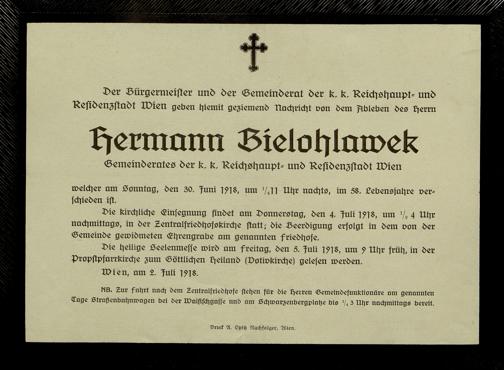 Der Bürgermeister und der Gemeinderat der k. k. Reichshaupt- und
Residenzstadt Wien geben hiemit geziemend Nachricht von dem Ableben des Herrn
Hermann Bielohlawek
Gemeinderates der k. k. Reichshaupt- und Residenzstadt Wien
welcher am Sonntag, den 30. Juni 1918, um ½11 Uhr nachts, im 58. Lebensjahre ver-
schieden ist.
Die kirchliche Einsegnung findet am Donnerstag, den 4. Juli 1918, um ½ 4 Uhr
nachmittags, in der Zentralfriedhofskirche statt; die Beerdigung erfolgt in dem von der
Gemeinde gewidmeten Ehrengrabe am genannten Friedhofe.
Die heilige Seelenmesse wird am Freitag, den 5. Juli 1918, um 9 Uhr früh, in der
Propstpfarrkirche zum Göttlichen Heiland (Votivkirche) gelesen werden.
Wien, am 2. Juli 1918.
NB. Zur Fahrt nach dem Zentralfriedhofe stehen für die Herren Gemeindefunktionäre am genannten
Tage Straßenbahnwagen bei der Wallischgasse und am Schwarzenbergplatze bis 3 Uhr nachmittags bereit.
Druck A. Opitz Nachfolger, Wien.